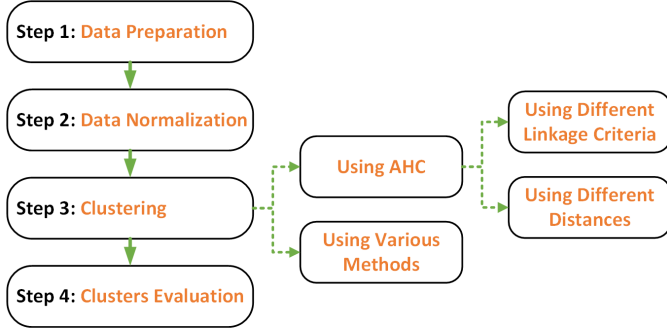 Step 1: Data Preparation
Step 2: Data Normalization
Step 3: Clustering
Step 4: Clusters Evaluation
Using AHC
Using Various
Methods
Using Different
Linkage Criteria
Using Different
Distances